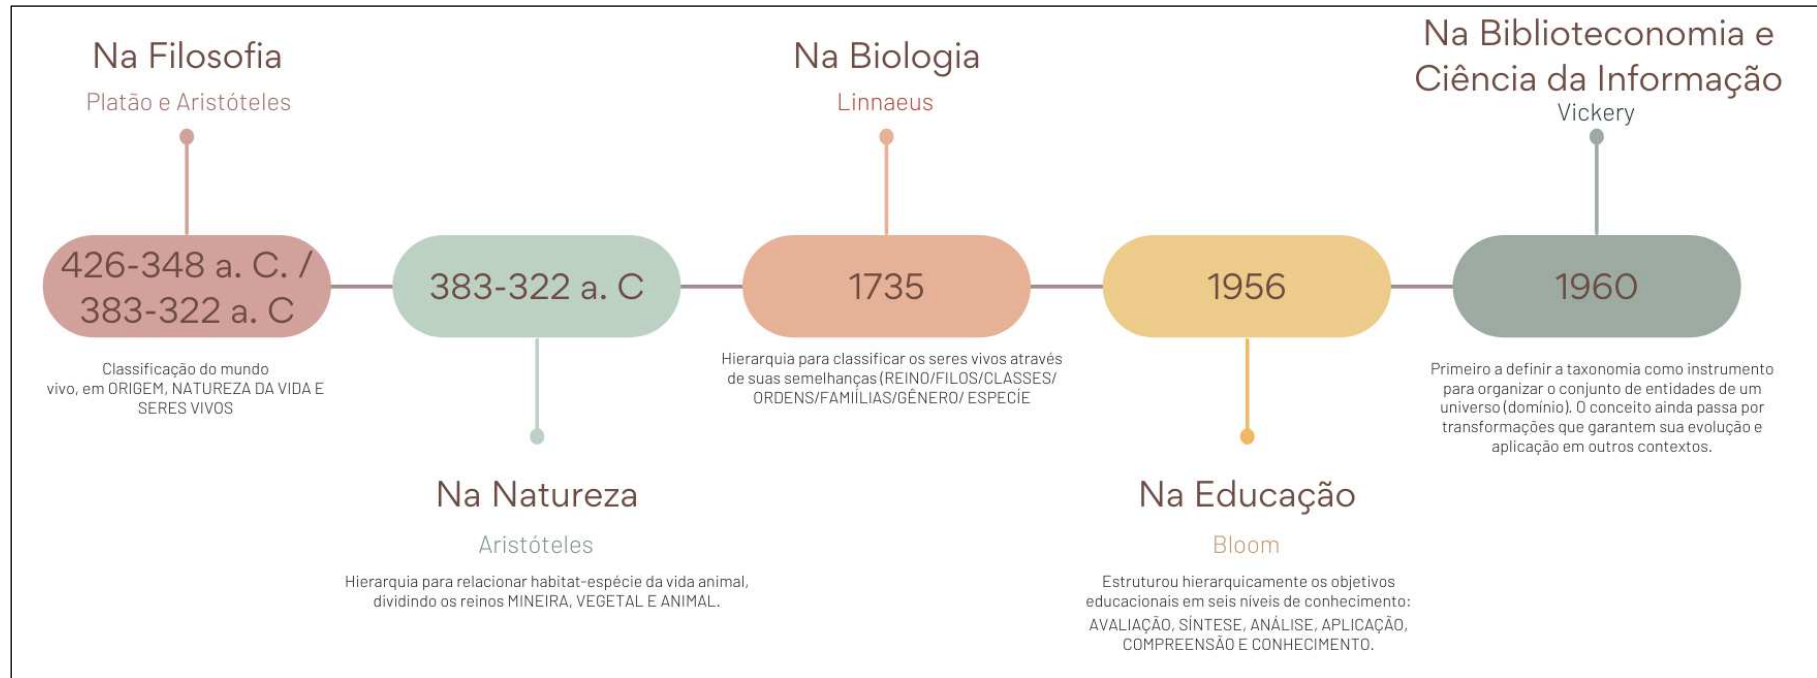 Na Filosofia
Platão e Aristóteles
426-348 a. C. /
383-322 a. C
Classificação do mundo
vivo, em ORIGEM, NATUREZA DA VIDA E
SERES VIVOS
383-322 a. C
Na Natureza
Aristóteles
Hierarquia para relacionar habitat-espécie da vida animal,
dividindo os reinos MINEIRA, VEGETAL E ANIMAL.
Na Biologia
Linnaeus
1735
Hierarquia para classificar os seres vivos através
de suas semelhanças (REINO/FILOS/CLASSES/
ORDENS/FAMIÍLIAS/GÊNERO/ ESPECÍE
1956
Na Educação
Bloom
Estruturou hierarquicamente os objetivos
educacionais em seis níveis de conhecimento:
AVALIAÇÃO, SÍNTESE, ANÁLISE, APLICAÇÃO,
COMPREENSÃO E CONHECIMENTO.
Na Biblioteconomia e
Ciência da Informação
Vickery
1960
Primeiro a definir a taxonomia como instrumento
para organizar o conjunto de entidades de um
universo (domínio). O conceito ainda passa por
transformações que garantem sua evolução e
aplicação em outros contextos.